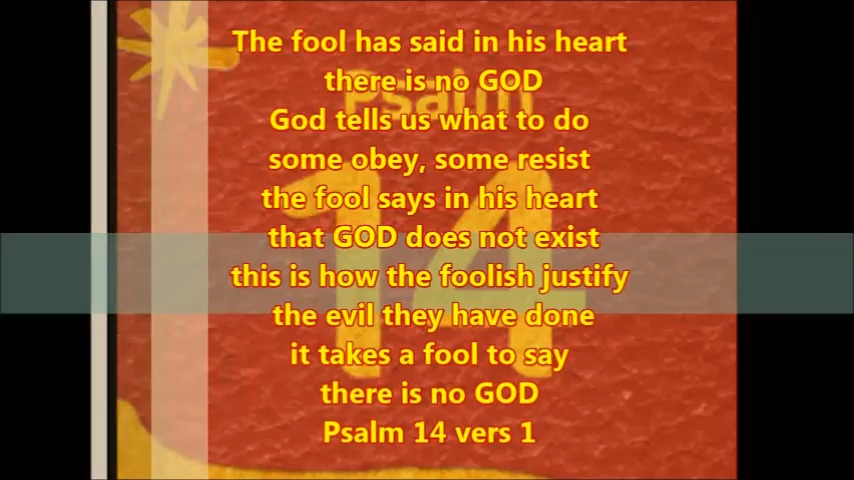 The fool has said in his heart
there is no GOD
God tells us what to do
some obey, some resist
the fool says in his heart
that GOD does not exist
this is how the foolish justify
the evil they have done
it takes a fool to say
there is no GOD
Psalm 14 vers 1
Psalm
14